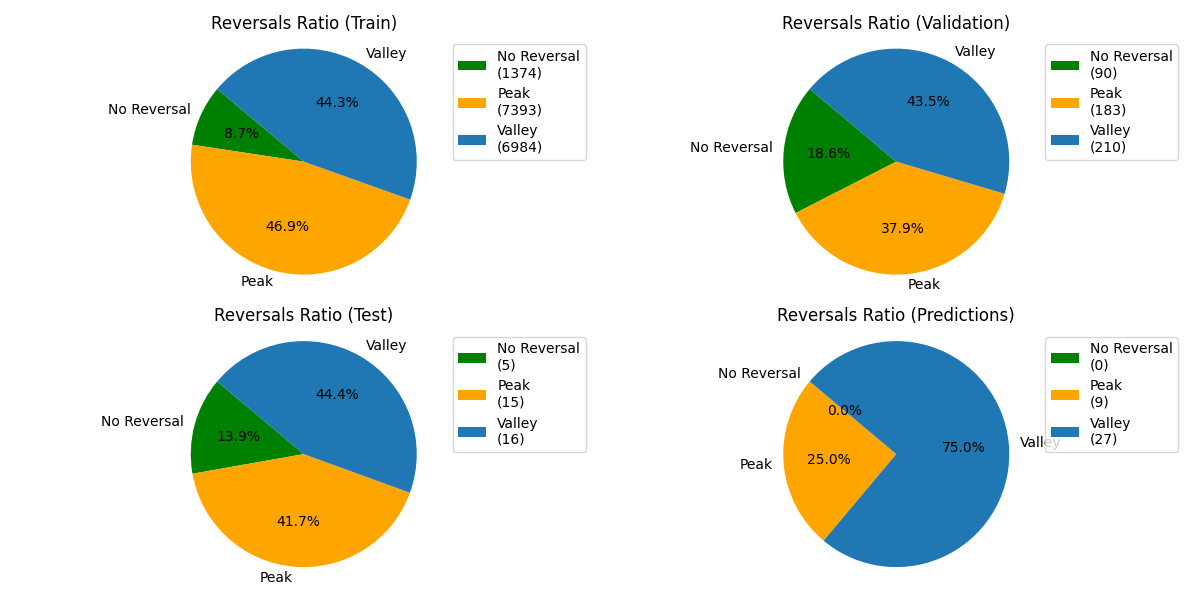 Reversals Ratio (Train)
Valley
No Reversal
44.3%
8.7%
46.9%
Peak
No Reversal
(1374)
Peak
(7393)
Valley
(6984)
Reversals Ratio (Validation)
Valley
No Reversal
43.5%
18.6%
37.9%
Peak
No Reversal
(90)
Peak
(183)
Valley
(210)
Reversals Ratio (Test)
Valley
No Reversal
44.4%
13.9%
41.7%
Peak
No Reversal
(5)
Peak
(15)
Valley
(16)
Reversals Ratio (Predictions)
No Reversal
0.0%
Peak
25.0%
75.0%
Valley
No Reversal
(0)
Peak
(9)
Valley
(27)